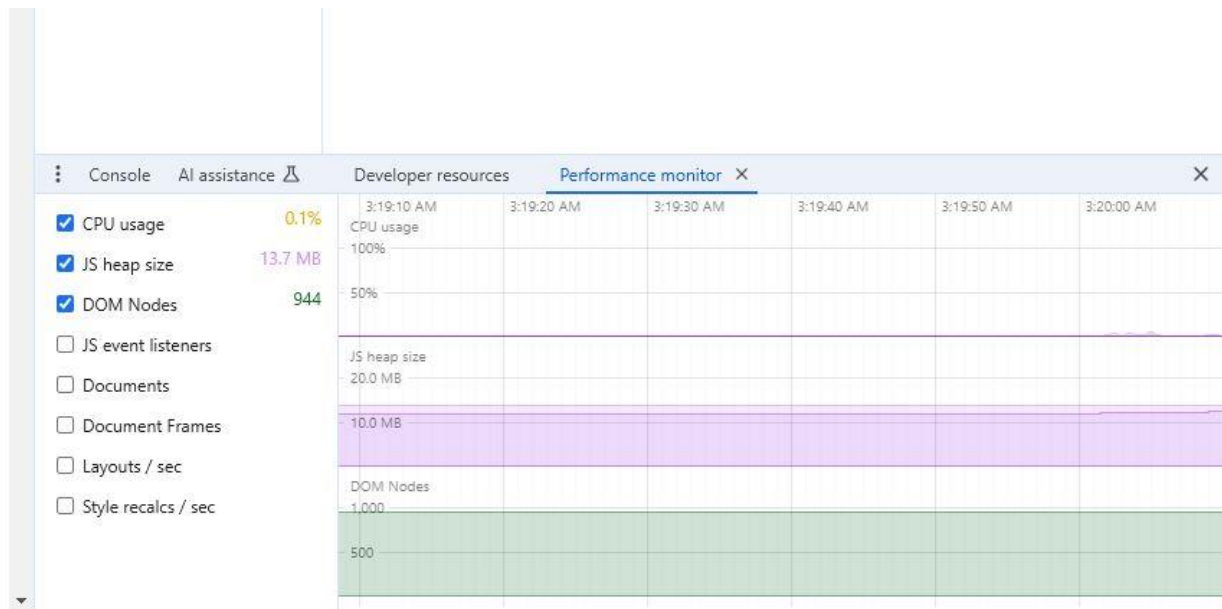 Console AI assistance Developer resources Performance monitor
CPU usage 0.1%
JS heap size 13.7 MB
DOM Nodes 944
JS event listeners
Documents
Document Frames
Layouts / sec
Style recalcs / sec
3:19:10 AM 3:19:20 AM 3:19:30 AM 3:19:40 AM 3:19:50 AM 3:20:00 AM
CPU usage
100%
50%
JS heap size
20.0 MB
10.0 MB
DOM Nodes
1,000
500